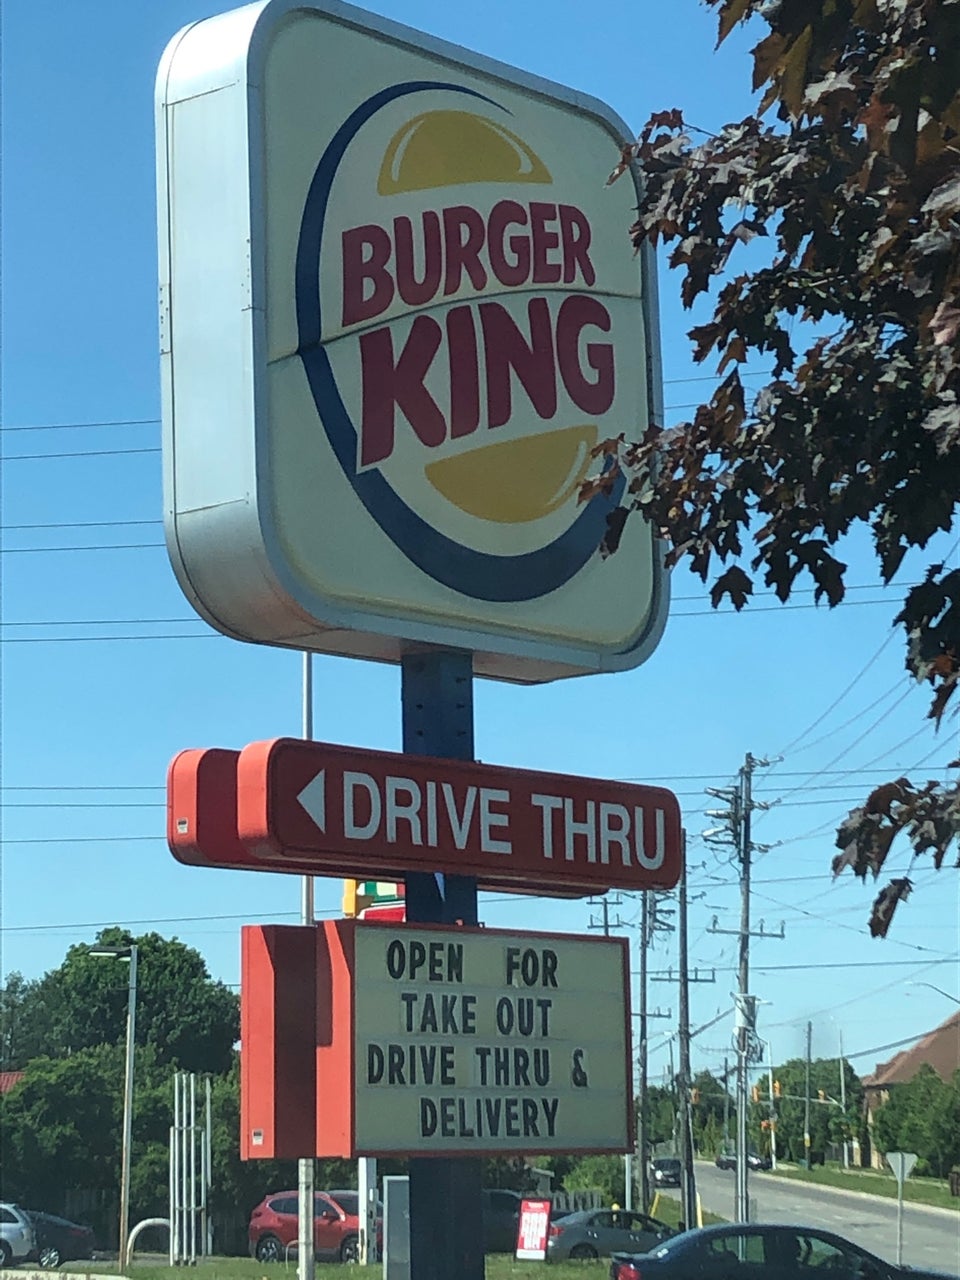 BURGER
KING
DRIVE THRU
OPEN FOR
TAKE OUT
DRIVE THRU &
DELIVERY